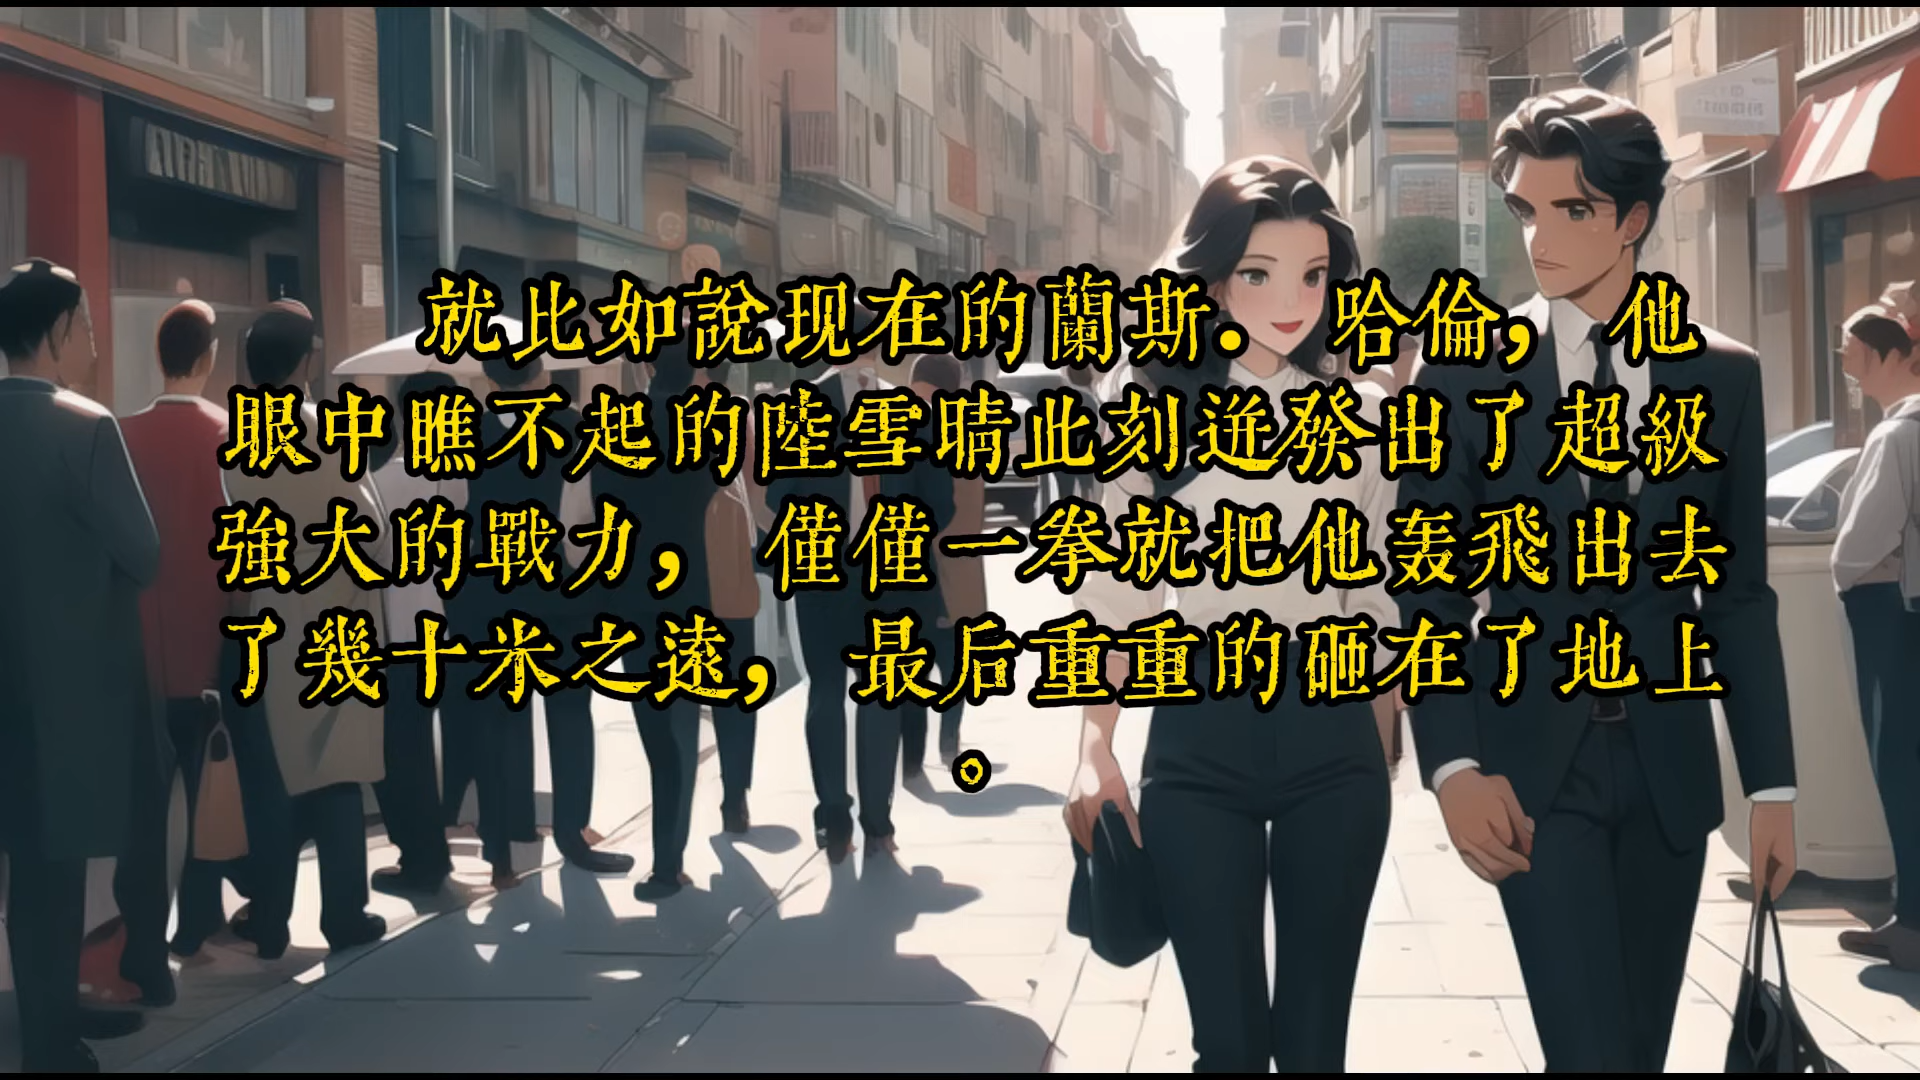 就比如說现在的蘭斯．哈倫，他
眼中瞧不起的陸雪晴此刻迸發出了超級
強大的戰力，僅僅一拳就把他轰飛出去
了幾十米之遠，最后重重的砸在了地上
。